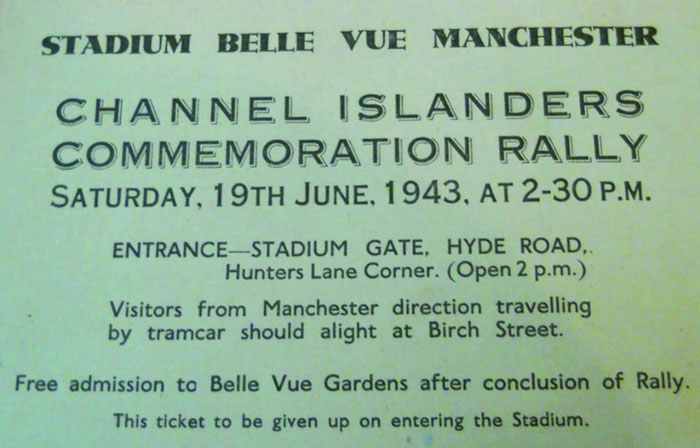 STADIUM BELLE VUE MANCHESTER
CHANNEL ISLANDERS
COMMEMORATION RALLY
SATURDAY, 19TH JUNE, 1943, AT 2-30 P.M.
ENTRANCE—STADIUM GATE, HYDE ROAD,
Hunters Lane Corner. (Open 2 p.m.)
Visitors from Manchester direction travelling
by tramcar should alight at Birch Street.
Free admission to Belle Vue Gardens after conclusion of Rally.
This ticket to be given up on entering the Stadium.